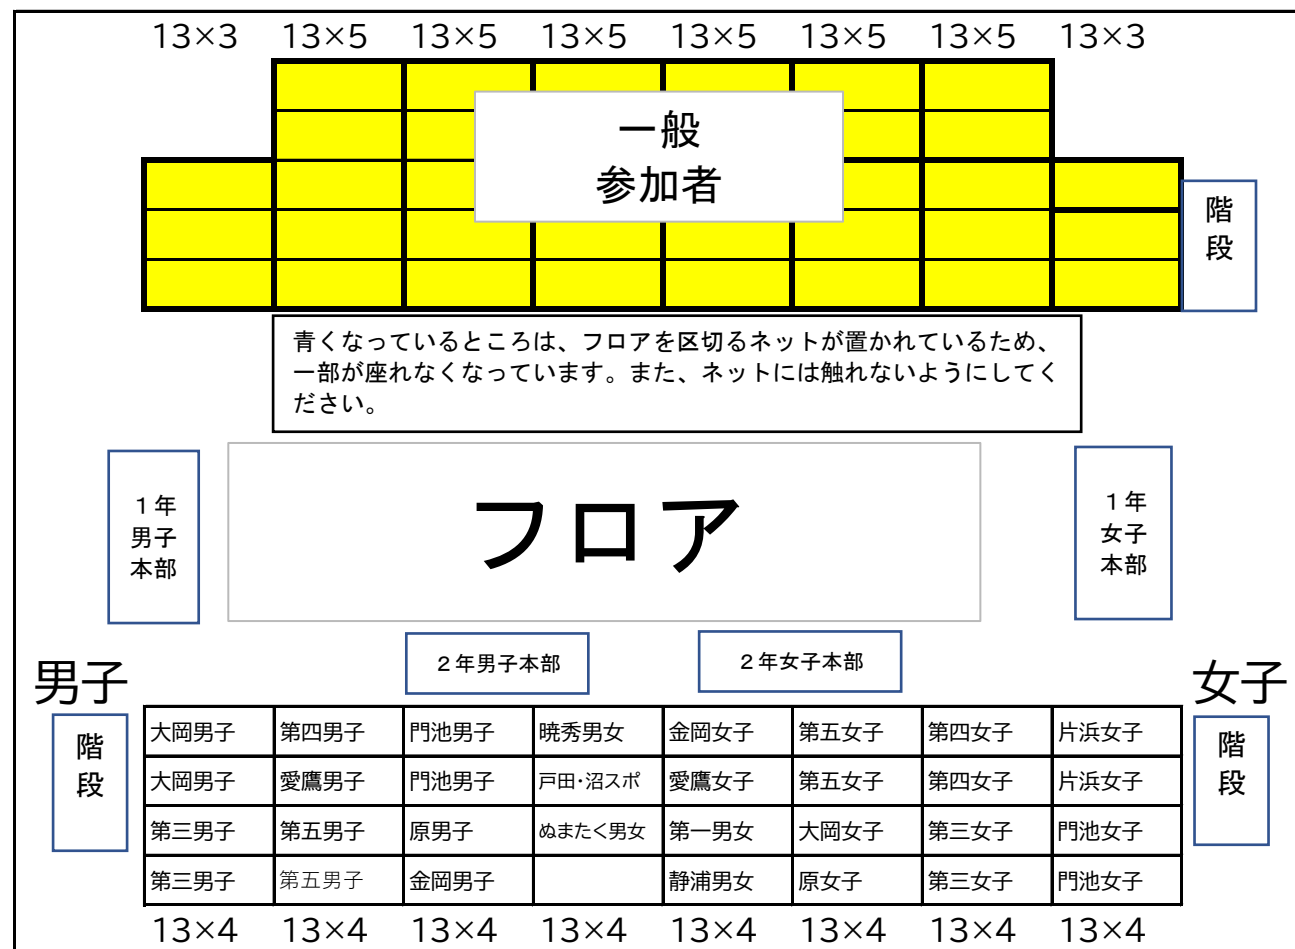 13×3 13×5 13×5 13×5 13×5 13×5 13×5 13×3
一般
参加者
階
段
青くなっているところは、フロアを区切るネットが置かれているため、
一部が座れなくなっています。また、ネットには触れないようにしてく
ださい。
１年
男子
本部
フロア
１年
女子
本部
２年男子本部 ２年女子本部
男子
女子
階
段
大岡男子 第四男子 門池男子 暁秀男女 金岡女子 第五女子 第四女子 片浜女子
大岡男子 愛鷹男子 門池男子 戸田・沼スポ 愛鷹女子 第五女子 第四女子 片浜女子
第三男子 第五男子 原男子 ぬまたく男女 第一男女 大岡女子 第三女子 門池女子
第三男子 第五男子 金岡男子 静浦男女 原女子 第三女子 門池女子
階
段
13×4 13×4 13×4 13×4 13×4 13×4 13×4 13×4